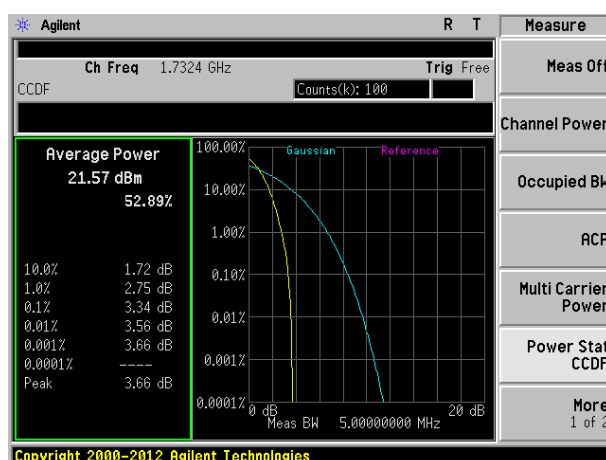 Agilent R T Measure
Ch Freq 1.7324 GHz Trig Free
CCDF Counts(k): 100
Meas Off
Channel Power
Occupied
ACP
Multi Carrier
Power
Power Stat
CCDF
More
1 of 2
Average Power
21.57 dBm
52.89%
10.0% 1.72 dB
1.0% 2.75 dB
0.1% 3.34 dB
0.01% 3.56 dB
0.001% 3.66 dB
0.0001% ----
Peak 3.66 dB
Gaussian Reference
100.00%
10.00%
1.00%
0.10%
0.01%
0.001%
0.0001%
0 dB 20 dB
Meas BW 5.00000000 MHz
Copyright 2000-2012 Agilent Technologies